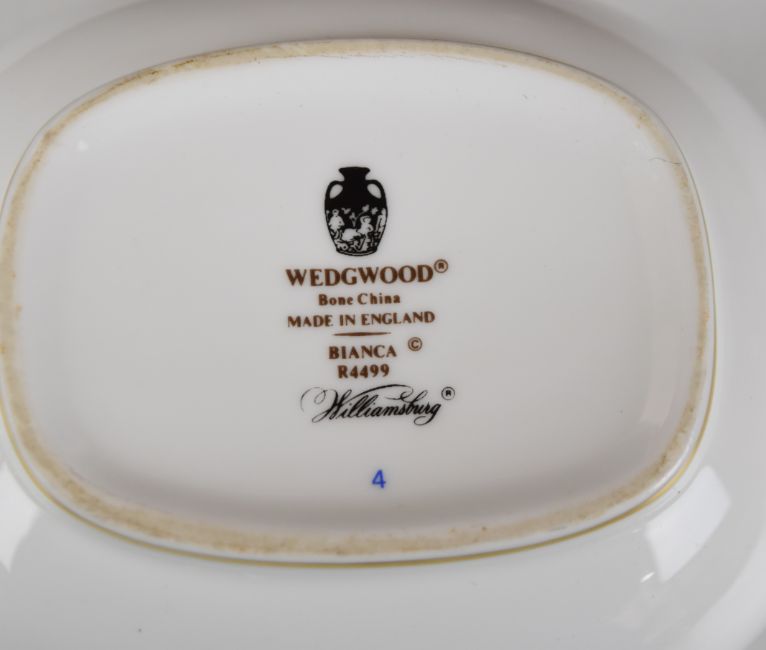 WEDGWOOD®
Bone China
MADE IN ENGLAND
BIANCA ©
R4499
Williamsburg ®
4